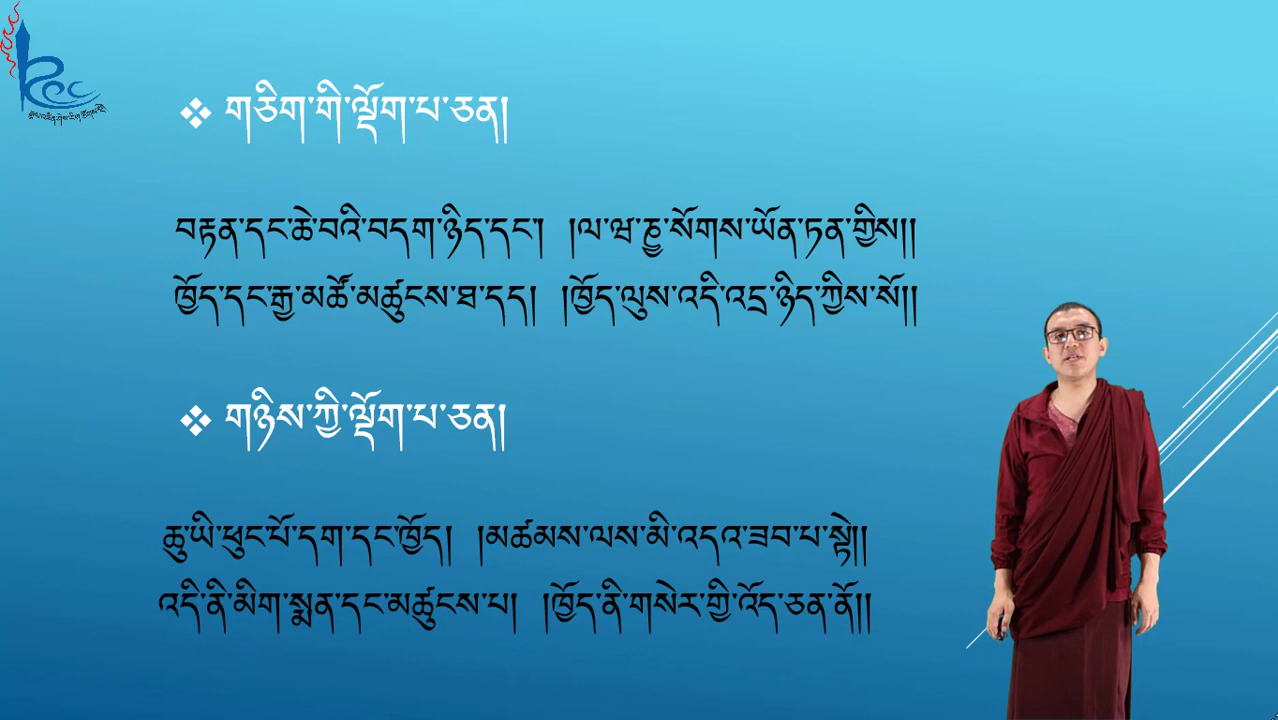 ❖ གཅིག་གི་ལྡོག་པ་ཅན།
བརྟན་དང་ཆེ་བའི་བདག་ཉིད་དང་། །ལ་ཝ་ཎྱ་སོགས་ཡོན་ཏན་གྱིས།།
ཁྱོད་དང་རྒྱ་མཚོ་མཚུངས་ཐ་དད། །ཁྱོད་ལུས་འདི་འདྲ་ཉིད་ཀྱིས་སོ།།
❖ གཉིས་ཀྱི་ལྡོག་པ་ཅན།
ཆུ་ཡི་ཕུང་པོ་དག་དང་ཁྱོད། །མཚམས་ལས་མི་འདའ་ཟབ་པ་སྟེ།།
འདི་ནི་མིག་སྨན་དང་མཚུངས་པ། །ཁྱོད་ནི་གསེར་གྱི་འོད་ཅན་ནོ།།